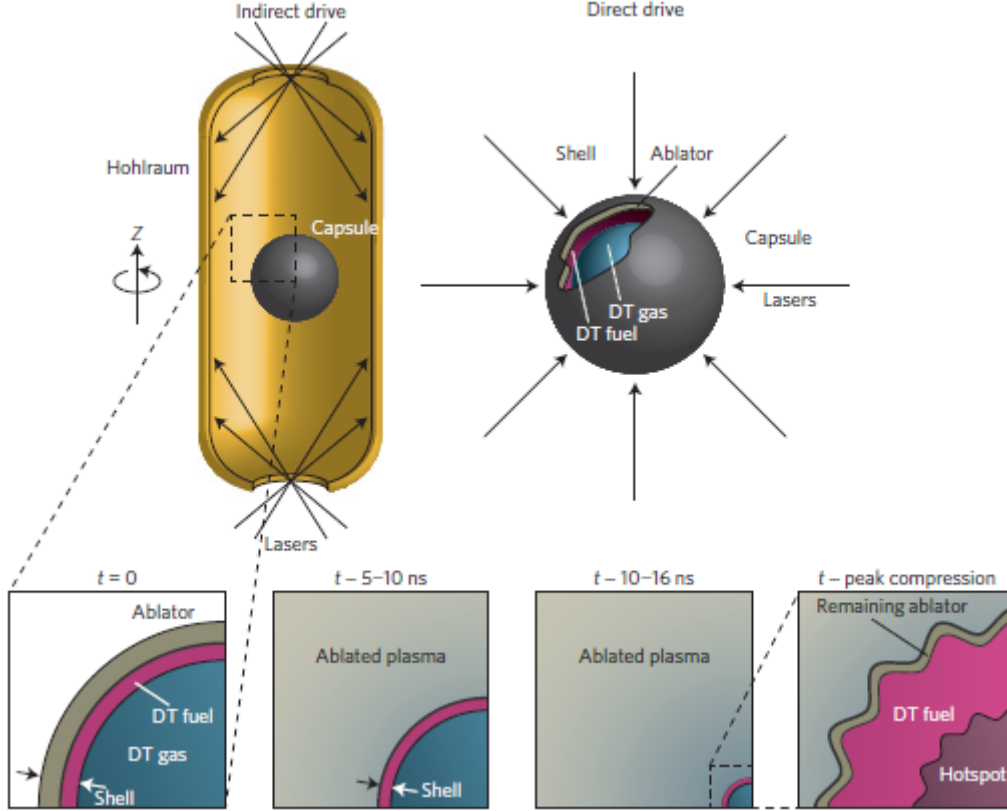 Indirect drive
Direct drive
Hohlraum
Shell
Ablator
Z
Capsule
Capsule
Lasers
DT gas
DT fuel
Lasers
t = 0
t – 5–10 ns
t – 10–16 ns
t – peak compression
Ablator
DT fuel
DT gas
Shell
Ablated plasma
Shell
Ablated plasma
Remaining ablator
DT fuel
Hotspot